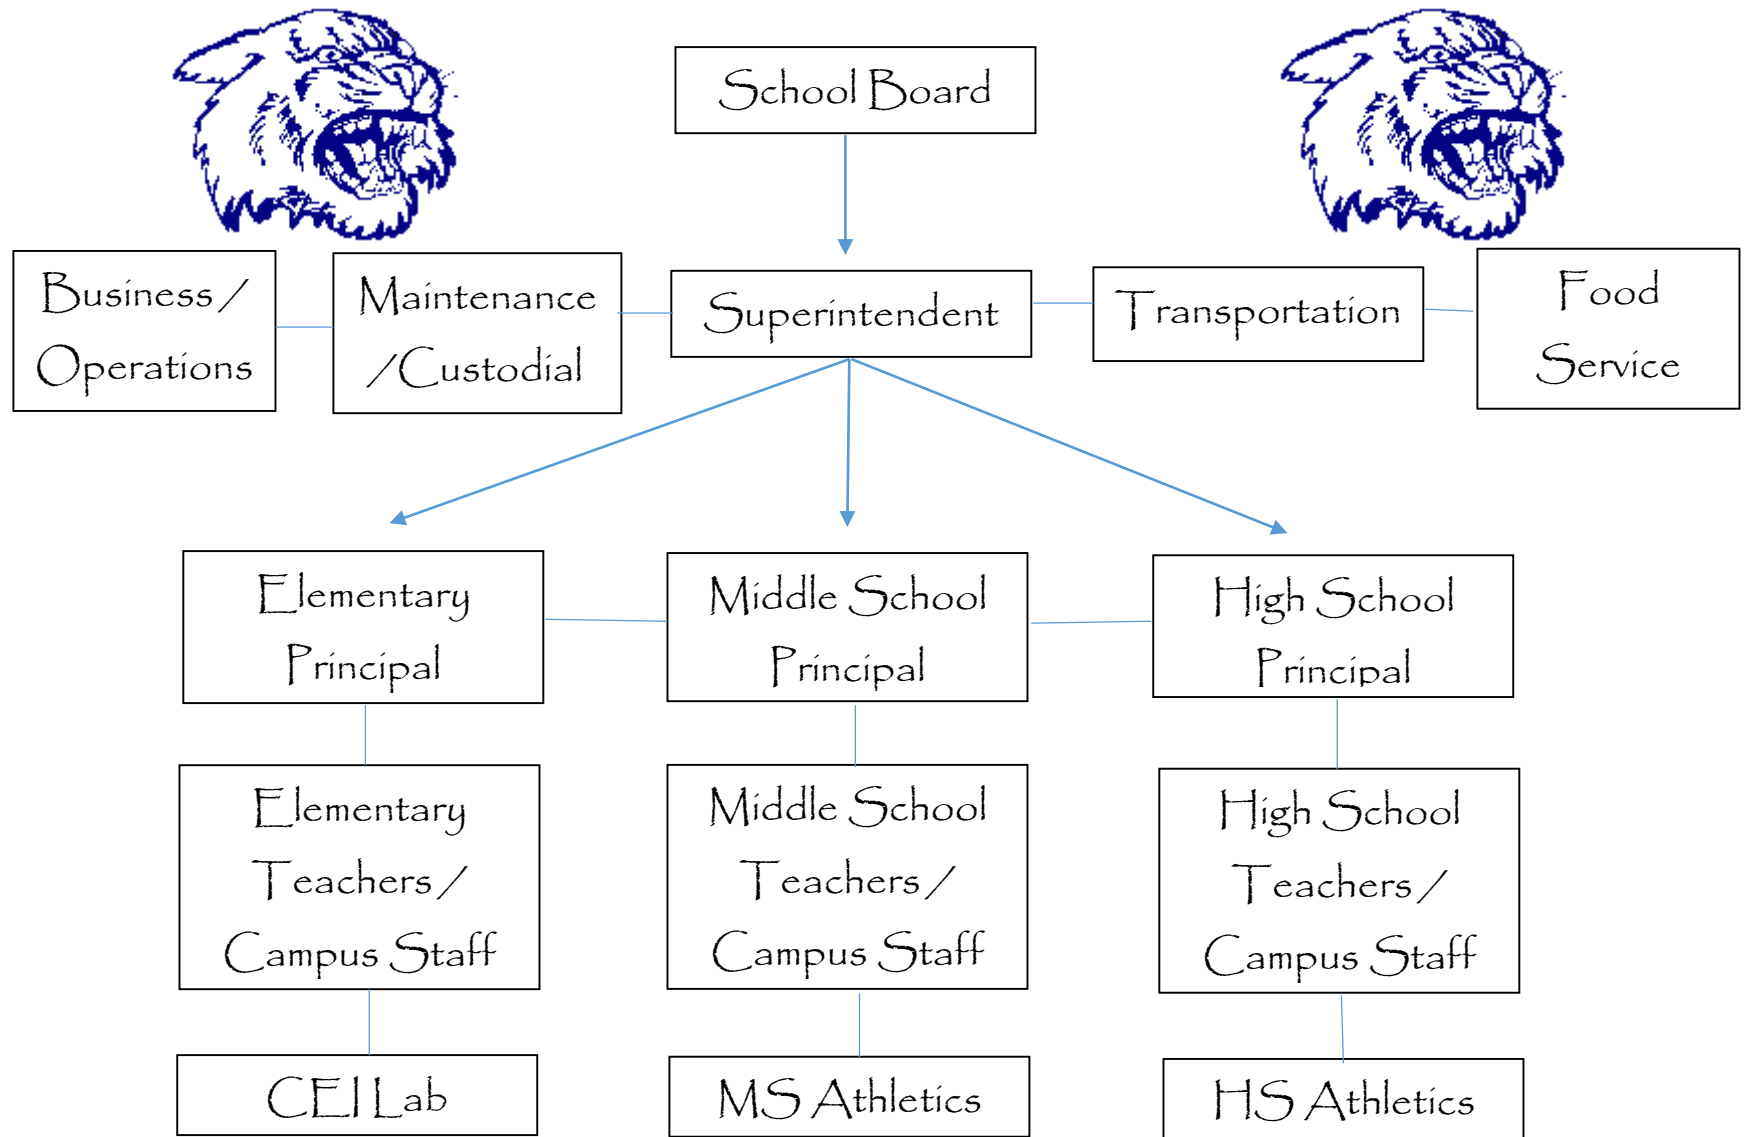 School Board
Business /
Operations
Maintenance
/Custodial
Superintendent
Transportation
Food
Service
Elementary
Principal
Middle School
Principal
High School
Principal
Elementary
Teachers /
Campus Staff
Middle School
Teachers /
Campus Staff
High School
Teachers /
Campus Staff
CEI Lab
MS Athletics
HS Athletics